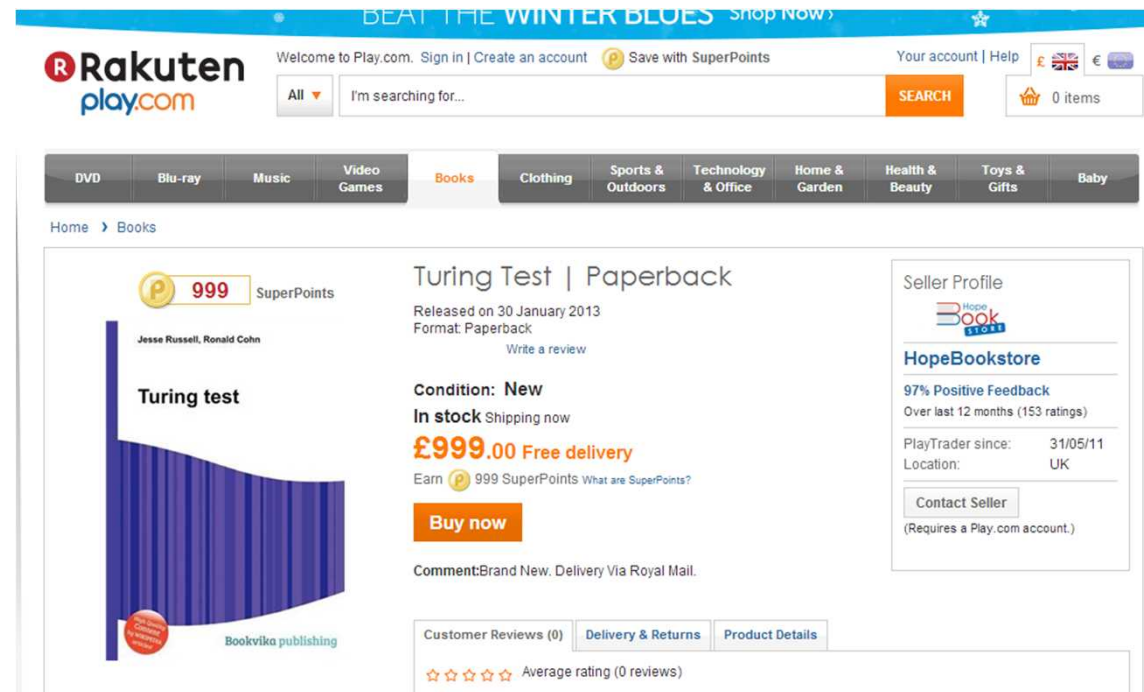 BEAT THE WINTER BLUES Shop Now ›
R Rakuten
play.com
Welcome to Play.com. Sign in | Create an account P Save with SuperPoints
Your account | Help £ €
All ▼ I'm searching for... SEARCH
0 items
DVD Blu-ray Music Video Games Books Clothing Sports & Outdoors Technology & Office Home & Garden Health & Beauty Toys & Gifts Baby
Home › Books
P 999 SuperPoints
Jesse Russell, Ronald Cohn
Turing test
High Quality
Content
by WIKIPEDIA
articles!
Bookvika publishing
Turing Test | Paperback
Released on 30 January 2013
Format: Paperback
Write a review
Condition: New
In stock Shipping now
£999.00 Free delivery
Earn P 999 SuperPoints What are SuperPoints?
Buy now
Comment:Brand New. Delivery Via Royal Mail.
Customer Reviews (0) Delivery & Returns Product Details
Average rating (0 reviews)
Seller Profile
Hope
Book
STORE
HopeBookstore
97% Positive Feedback
Over last 12 months (153 ratings)
PlayTrader since: 31/05/11
Location: UK
Contact Seller
(Requires a Play.com account.)